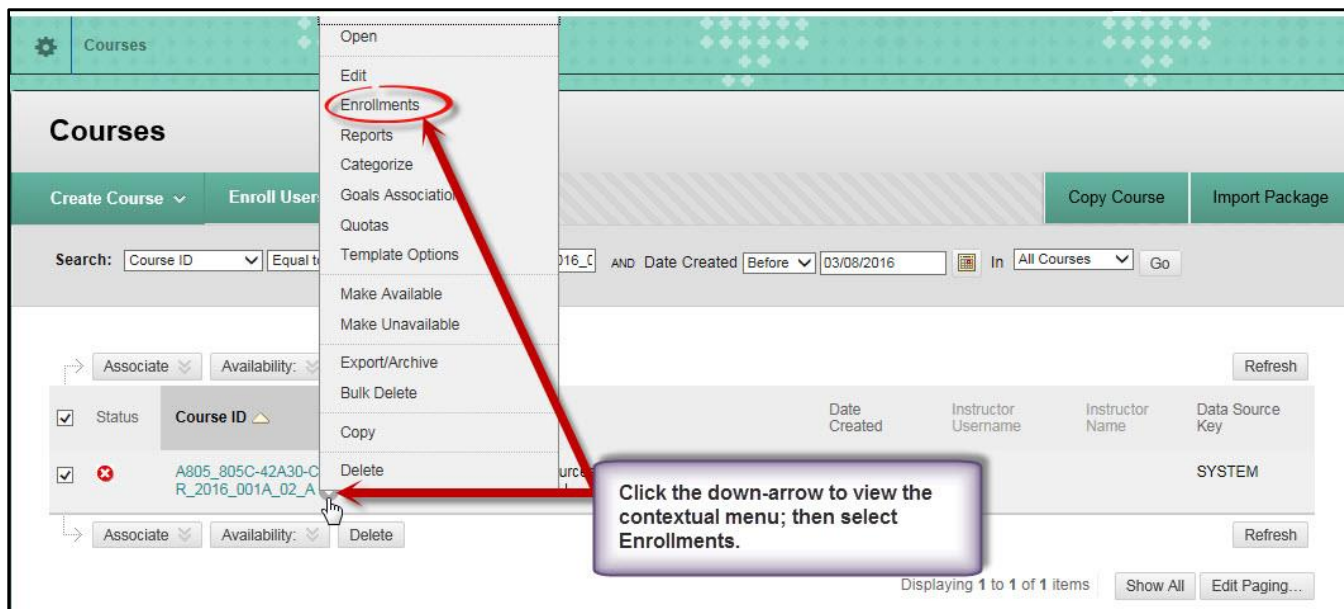 Courses
Open
Edit
Enrollments
Reports
Categorize
Goals Association
Quotas
Template Options
Make Available
Make Unavailable
Export/Archive
Bulk Delete
Copy
Delete
Courses
Create Course Enroll User Copy Course Import Package
Search: Course ID Equal 016_ AND Date Created Before 03/08/2016 In All Courses Go
Associate Availability: Refresh
Status Course ID Date Created Instructor Username Instructor Name Data Source Key
A805_805C-42A30-C SYSTEM
R_2016_001A_02_A
Click the down-arrow to view the
contextual menu; then select
Enrollments.
Associate Availability: Delete Refresh
Displaying 1 to 1 of 1 items Show All Edit Paging...